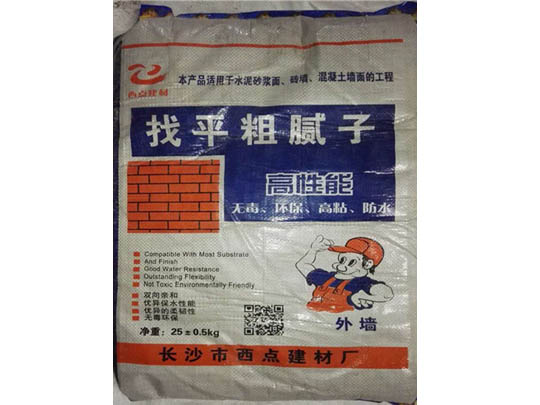 西点建材
本产品适用于水泥砂浆面、砖墙、混凝土墙面的工程
找平粗腻子
高性能
无毒、环保、高粘、防水
Compatible With Most Substrate
And Finish
Good Water Resistance
Outstanding Flexibility
Not Toxic Environmentally Friendly
双向亲和
优异保水性能
优异的柔韧性
无毒环保
净重：25±0.5kg
外墙
长沙市西点建材厂